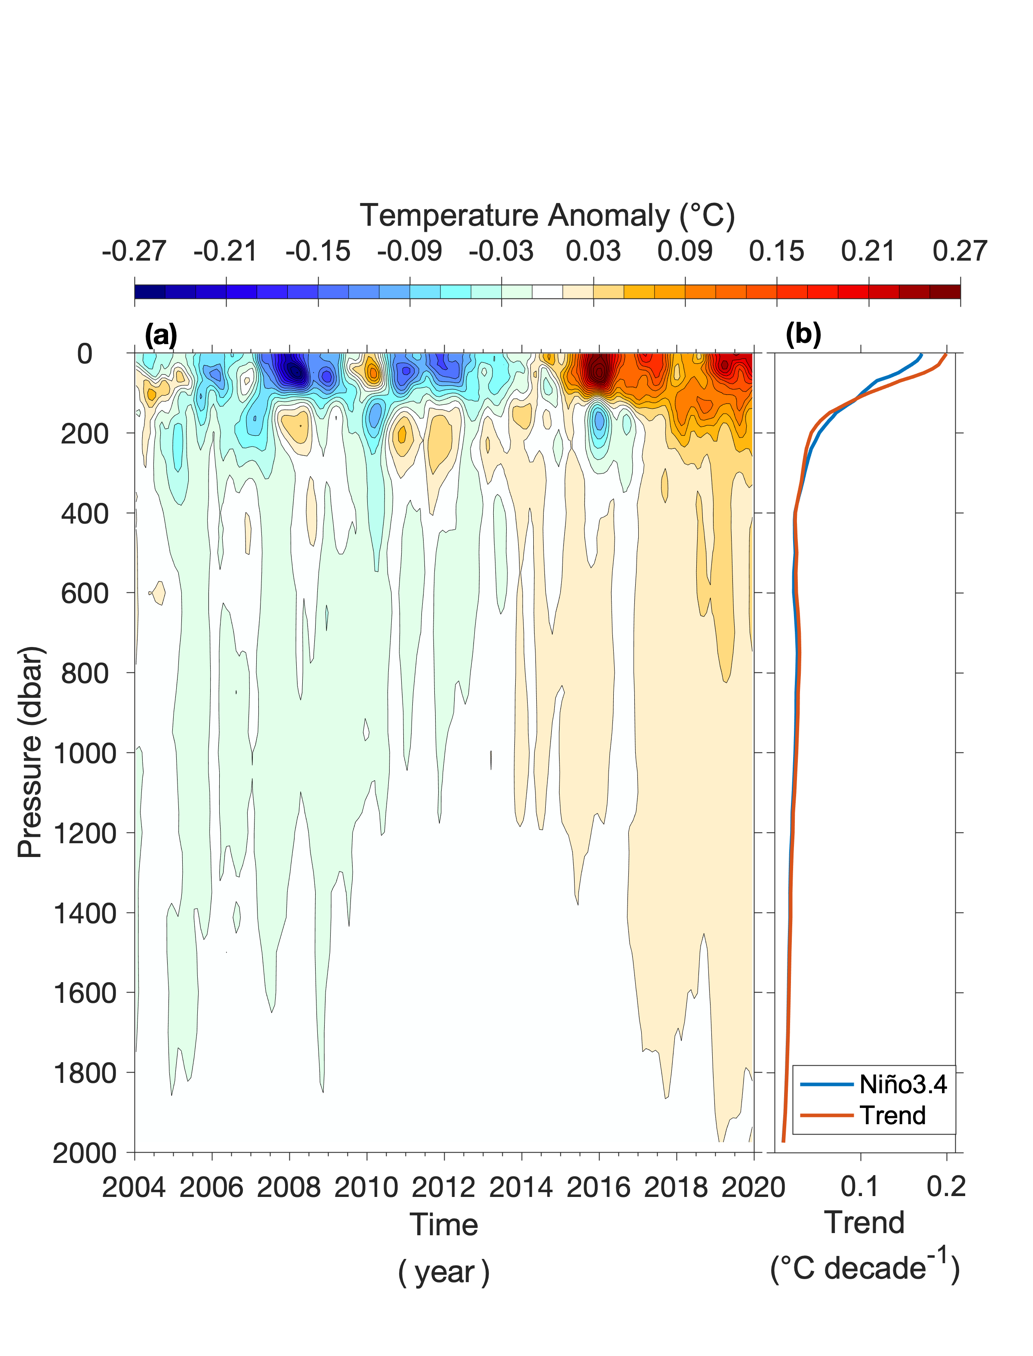 Temperature Anomaly (°C)
-0.27 -0.21 -0.15 -0.09 -0.03 0.03 0.09 0.15 0.21 0.27
(a) (b)
0
200
400
600
800
1000
1200
1400
1600
1800
2000
Pressure (dbar)
Niño3.4
Trend
2004 2006 2008 2010 2012 2014 2016 2018 2020 0.1 0.2
Time
( year )
Trend
(°C decade-1)